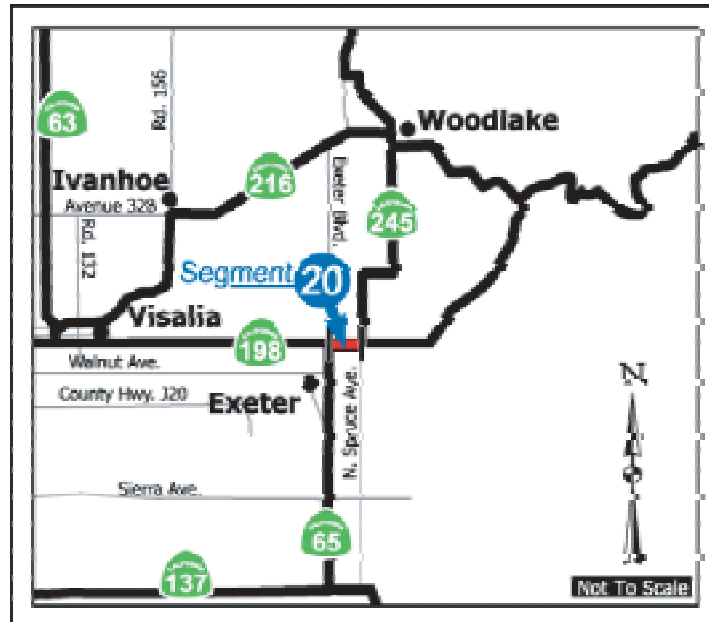 63
Rd. 156
Woodlake
Ivanhoe
216
Exeter Blvd.
Avenue 328
245
Rd. 132
Segment 20
Visalia
198
Walnut Ave.
N
County Hwy. J20
Exeter
N. Spruce Ave.
Sierra Ave.
65
137
Not To Scale